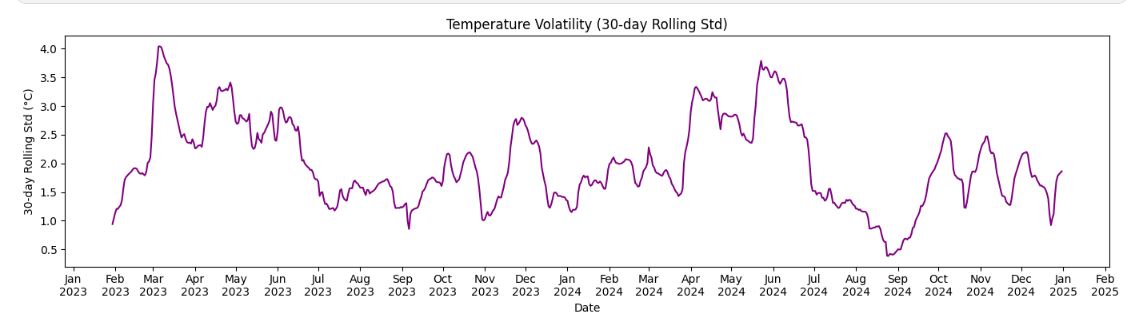 Temperature Volatility (30-day Rolling Std)
30-day Rolling Std (°C)
4.0
3.5
3.0
2.5
2.0
1.5
1.0
0.5
Jan Feb Mar Apr May Jun Jul Aug Sep Oct Nov Dec Jan Feb Mar Apr May Jun Jul Aug Sep Oct Nov Dec Jan Feb
2023 2023 2023 2023 2023 2023 2023 2023 2023 2023 2023 2023 2024 2024 2024 2024 2024 2024 2024 2024 2024 2024 2024 2024 2025 2025
Date